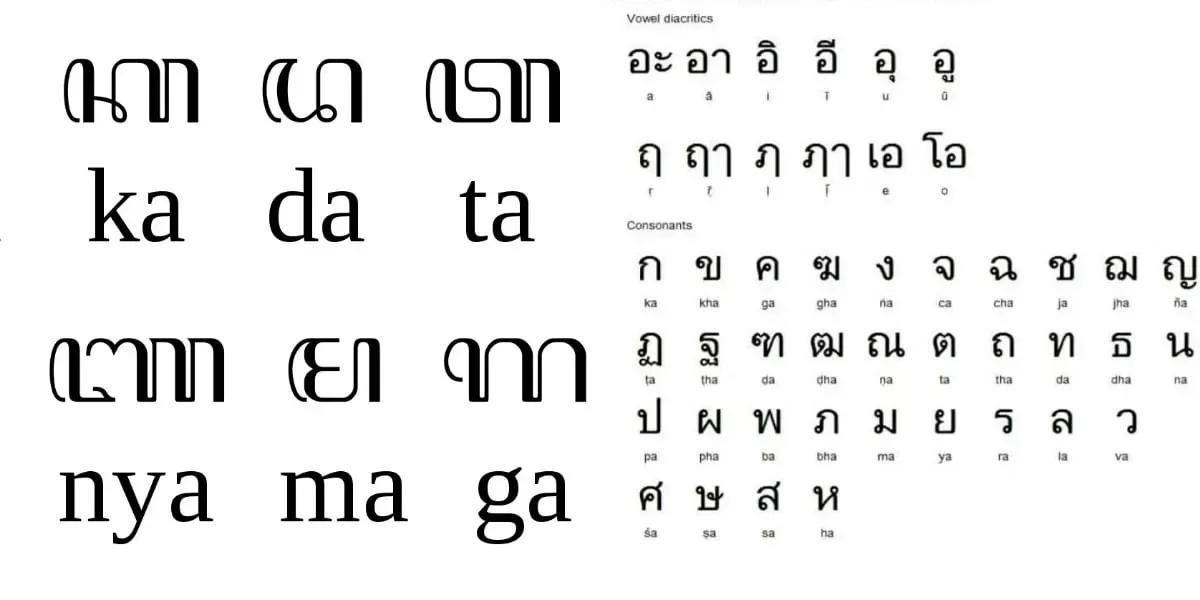 ꦏ ꦢ ꦠ
ka da ta
ꦚ ꦩ ꦒ
nya ma ga
Vowel diacritics
อะ อา อิ อี อุ อู
a ā i ī u ū
ฤ ฤๅ ฦ ฦๅ เอ โอ
ṛ ṝ ḷ ḹ e o
Consonants
ก ข ค ฆ ง จ ฉ ช ฌ ญ
ka kha ga gha ṅa ca cha ja jha ña
ฏ ฐ ฑ ฒ ณ ต ถ ท ธ น
ṭa ṭha ḍa ḍha ṇa ta tha da dha na
ป ผ พ ภ ม ย ร ล ว
pa pha ba bha ma ya ra la va
ศ ษ ส ห
śa ṣa sa ha